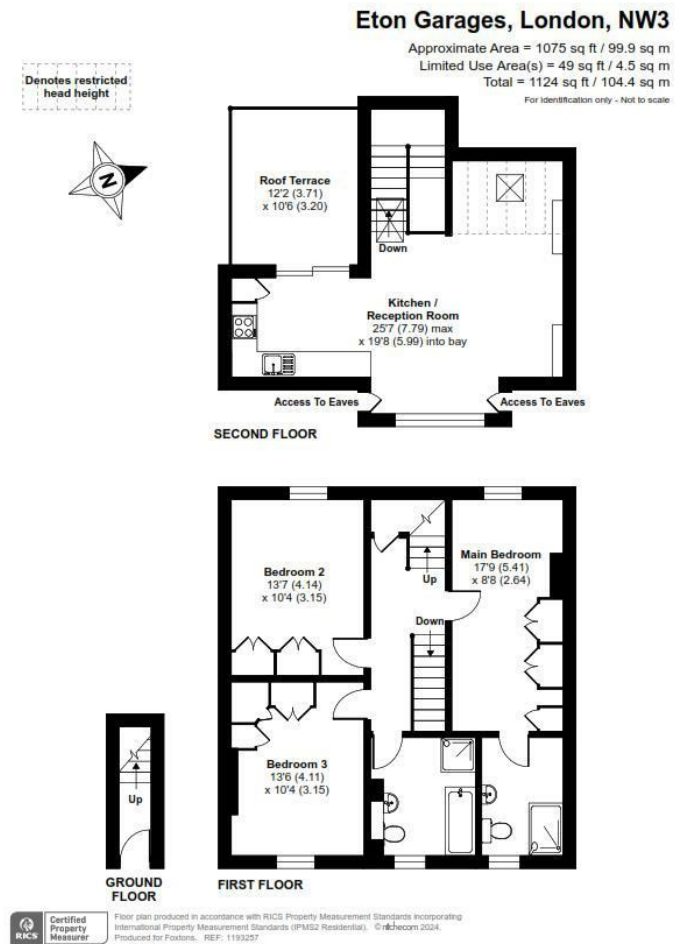 Eton Garages, London, NW3
Approximate Area = 1075 sq ft / 99.9 sq m
Limited Use Area(s) = 49 sq ft / 4.5 sq m
Total = 1124 sq ft / 104.4 sq m
For identification only - Not to scale
Denotes restricted
head height
N
Roof Terrace
12'2 (3.71)
x 10'6 (3.20)
Down
Kitchen /
Reception Room
25'7 (7.79) max
x 19'8 (5.99) into bay
Access To Eaves
Access To Eaves
SECOND FLOOR
Bedroom 2
13'7 (4.14)
x 10'4 (3.15)
Up
Main Bedroom
17'9 (5.41)
x 8'8 (2.64)
Down
Bedroom 3
13'6 (4.11)
x 10'4 (3.15)
Up
GROUND
FLOOR
FIRST FLOOR
RICS
Certified
Property
Measurer
Floor plan produced in accordance with RICS Property Measurement Standards incorporating
International Property Measurement Standards (IPMS2 Residential). © nichecom 2024.
Produced for Foxtons. REF: 1193257